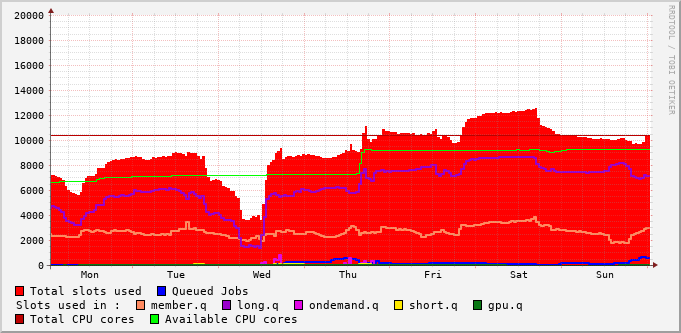 RRDTOOL / TOBI OETIKER
20000
18000
16000
14000
12000
10000
8000
6000
4000
2000
0
Mon Tue Wed Thu Fri Sat Sun
Total slots used Queued Jobs
Slots used in : member.q long.q ondemand.q short.q gpu.q
Total CPU cores Available CPU cores